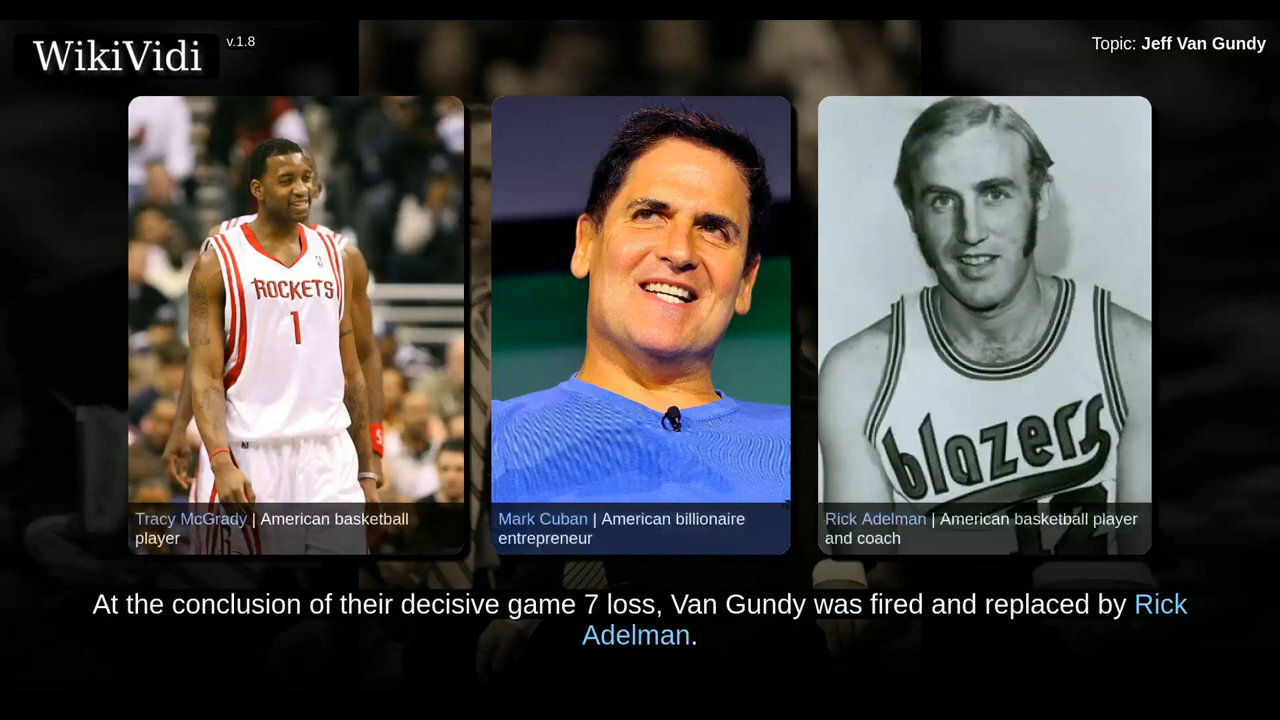 WikiVidi
v.1.8
Topic: Jeff Van Gundy
ROCKETS
1
blazers
12
Tracy McGrady | American basketball
player
Mark Cuban | American billionaire
entrepreneur
Rick Adelman | American basketball player
and coach
At the conclusion of their decisive game 7 loss, Van Gundy was fired and replaced by Rick
Adelman.